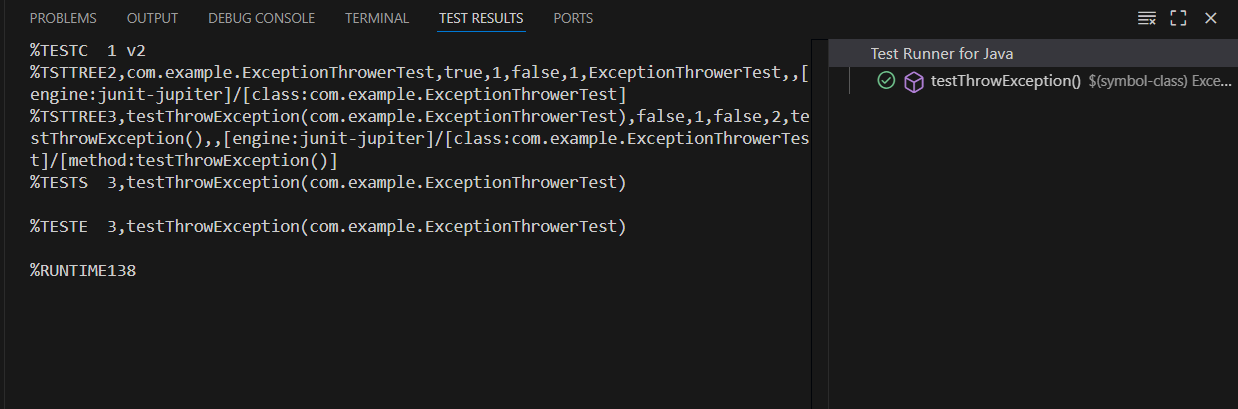 PROBLEMS OUTPUT DEBUG CONSOLE TERMINAL TEST RESULTS PORTS
%TESTC  1 v2
%TSTTREE2,com.example.ExceptionThrowerTest,true,1,false,1,ExceptionThrowerTest,,[
engine:junit-jupiter]/[class:com.example.ExceptionThrowerTest]
%TSTTREE3,testThrowException(com.example.ExceptionThrowerTest),false,1,false,2,te
stThrowException(),,[engine:junit-jupiter]/[class:com.example.ExceptionThrowerTes
t]/[method:testThrowException()]
%TESTS  3,testThrowException(com.example.ExceptionThrowerTest)
%TESTE  3,testThrowException(com.example.ExceptionThrowerTest)
%RUNTIME138
Test Runner for Java
testThrowException() $(symbol-class) Exce...